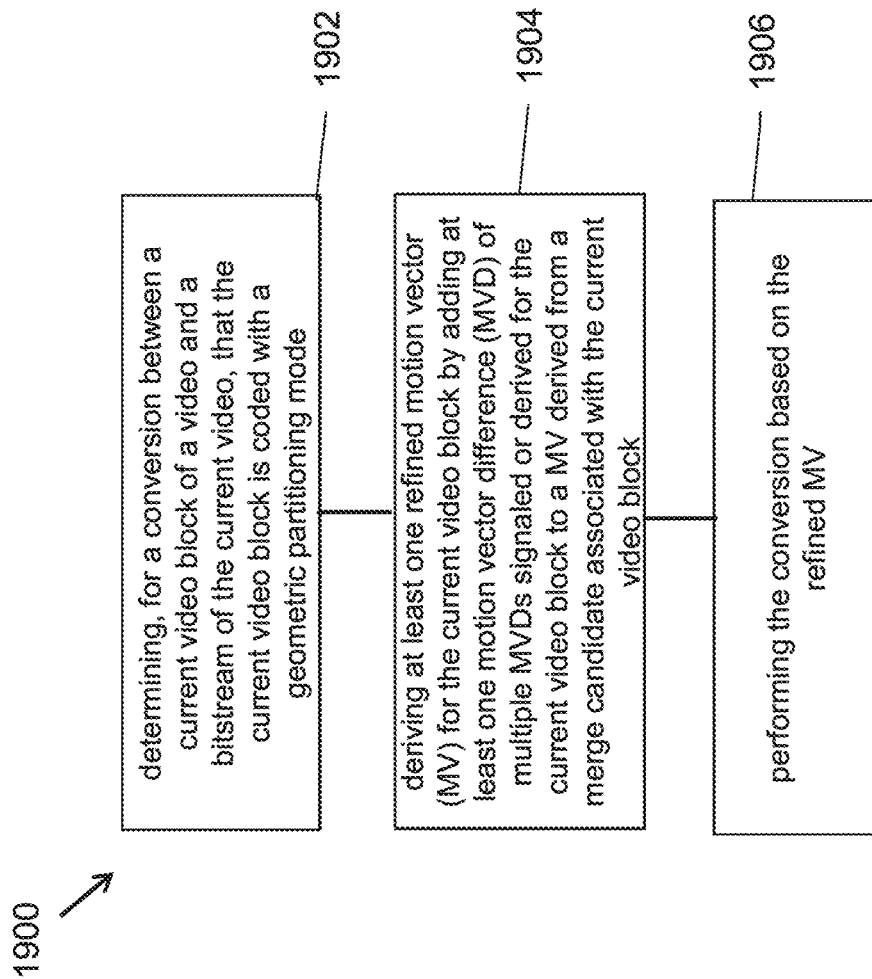 1900
determining, for a conversion between a
current video block of a video and a
bitstream of the current video, that the
current video block is coded with a
geometric partitioning mode
1902
deriving at least one refined motion vector
(MV) for the current video block by adding at
least one motion vector difference (MVD) of
multiple MVDs signaled or derived for the
current video block to a MV derived from a
merge candidate associated with the current
video block
1904
performing the conversion based on the
refined MV
1906